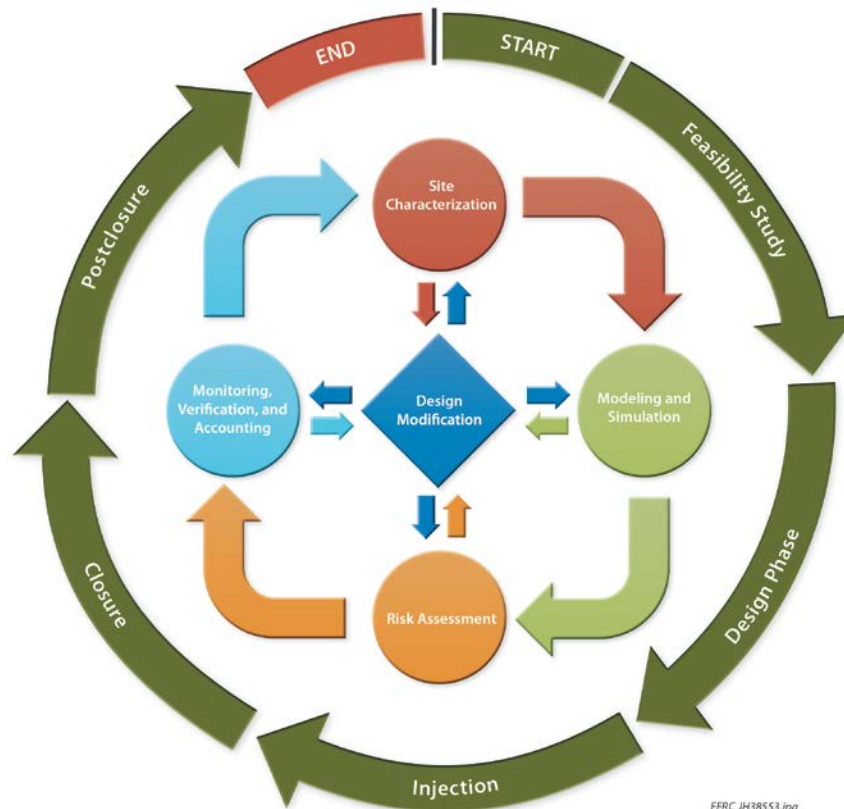 END
START
Feasibility Study
Design Phase
Injection
Closure
Postclosure
Site
Characterization
Monitoring,
Verification, and
Accounting
Design
Modification
Modeling and
Simulation
Risk Assessment
EERC JH38553.jpg